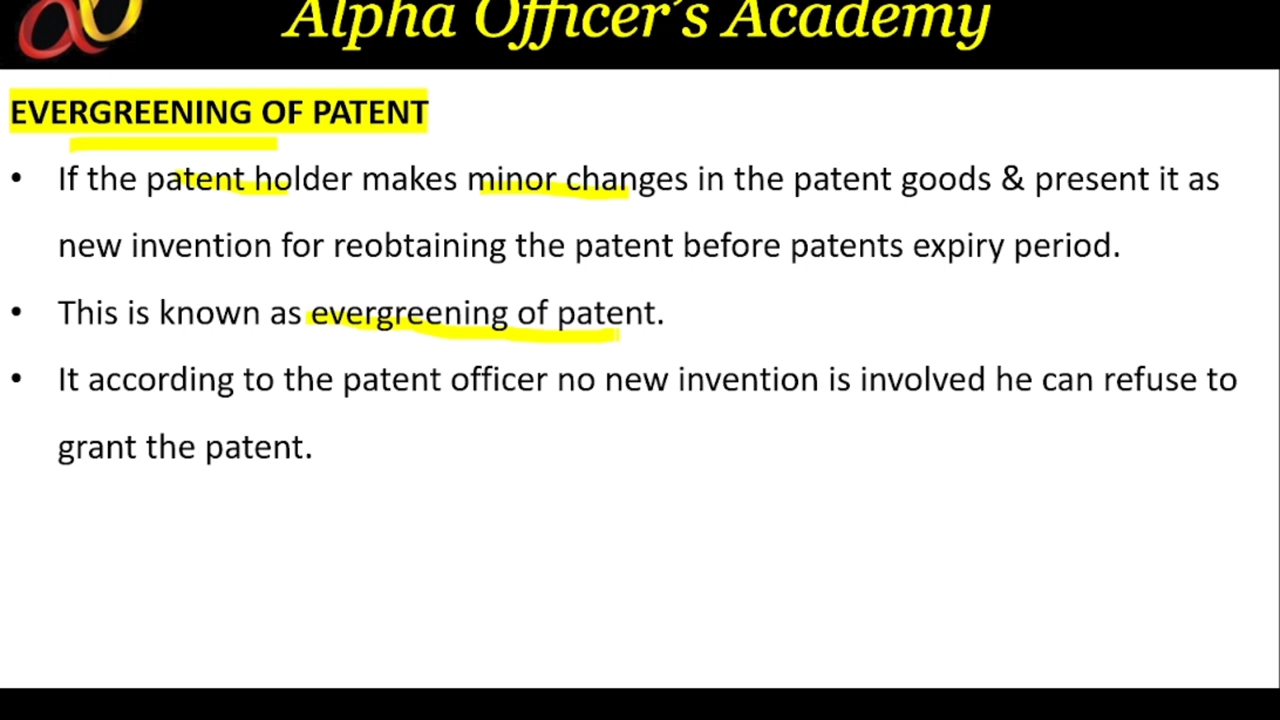 Alpha Officer's Academy
EVERGREENING OF PATENT
• If the patent holder makes minor changes in the patent goods & present it as
new invention for reobtaining the patent before patents expiry period.
• This is known as evergreening of patent.
• It according to the patent officer no new invention is involved he can refuse to
grant the patent.